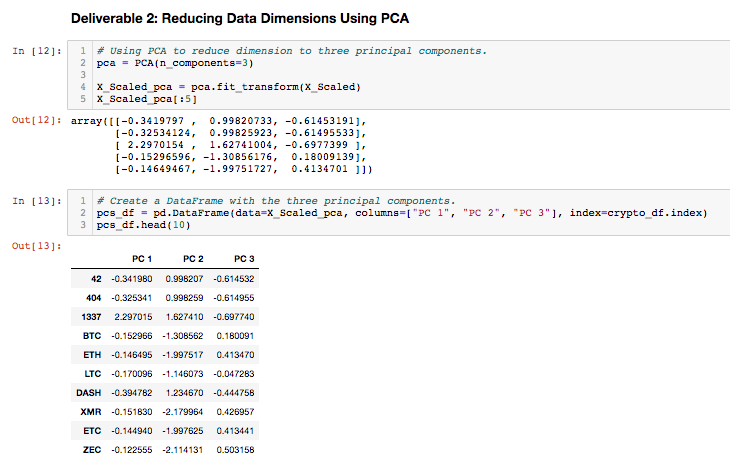 Deliverable 2: Reducing Data Dimensions Using PCA
In [12]:
1 # Using PCA to reduce dimension to three principal components.
2 pca = PCA(n_components=3)
3
4 X_Scaled_pca = pca.fit_transform(X_Scaled)
5 X_Scaled_pca[:5]
Out[12]: array([[-0.3419797 , 0.99820733, -0.61453191],
[-0.32534124, 0.99825923, -0.61495533],
[ 2.2970154 , 1.62741004, -0.6977399 ],
[-0.15296596, -1.30856176, 0.18009139],
[-0.14649467, -1.99751727, 0.4134701 ]])
In [13]:
1 # Create a DataFrame with the three principal components.
2 pcs_df = pd.DataFrame(data=X_Scaled_pca, columns=["PC 1", "PC 2", "PC 3"], index=crypto_df.index)
3 pcs_df.head(10)
Out[13]:
PC 1 PC 2 PC 3
42 -0.341980 0.998207 -0.614532
404 -0.325341 0.998259 -0.614955
1337 2.297015 1.627410 -0.697740
BTC -0.152966 -1.308562 0.180091
ETH -0.146495 -1.997517 0.413470
LTC -0.170096 -1.146073 -0.047283
DASH -0.394782 1.234670 -0.444758
XMR -0.151830 -2.179964 0.426957
ETC -0.144940 -1.997625 0.413441
ZEC -0.122555 -2.114131 0.503158